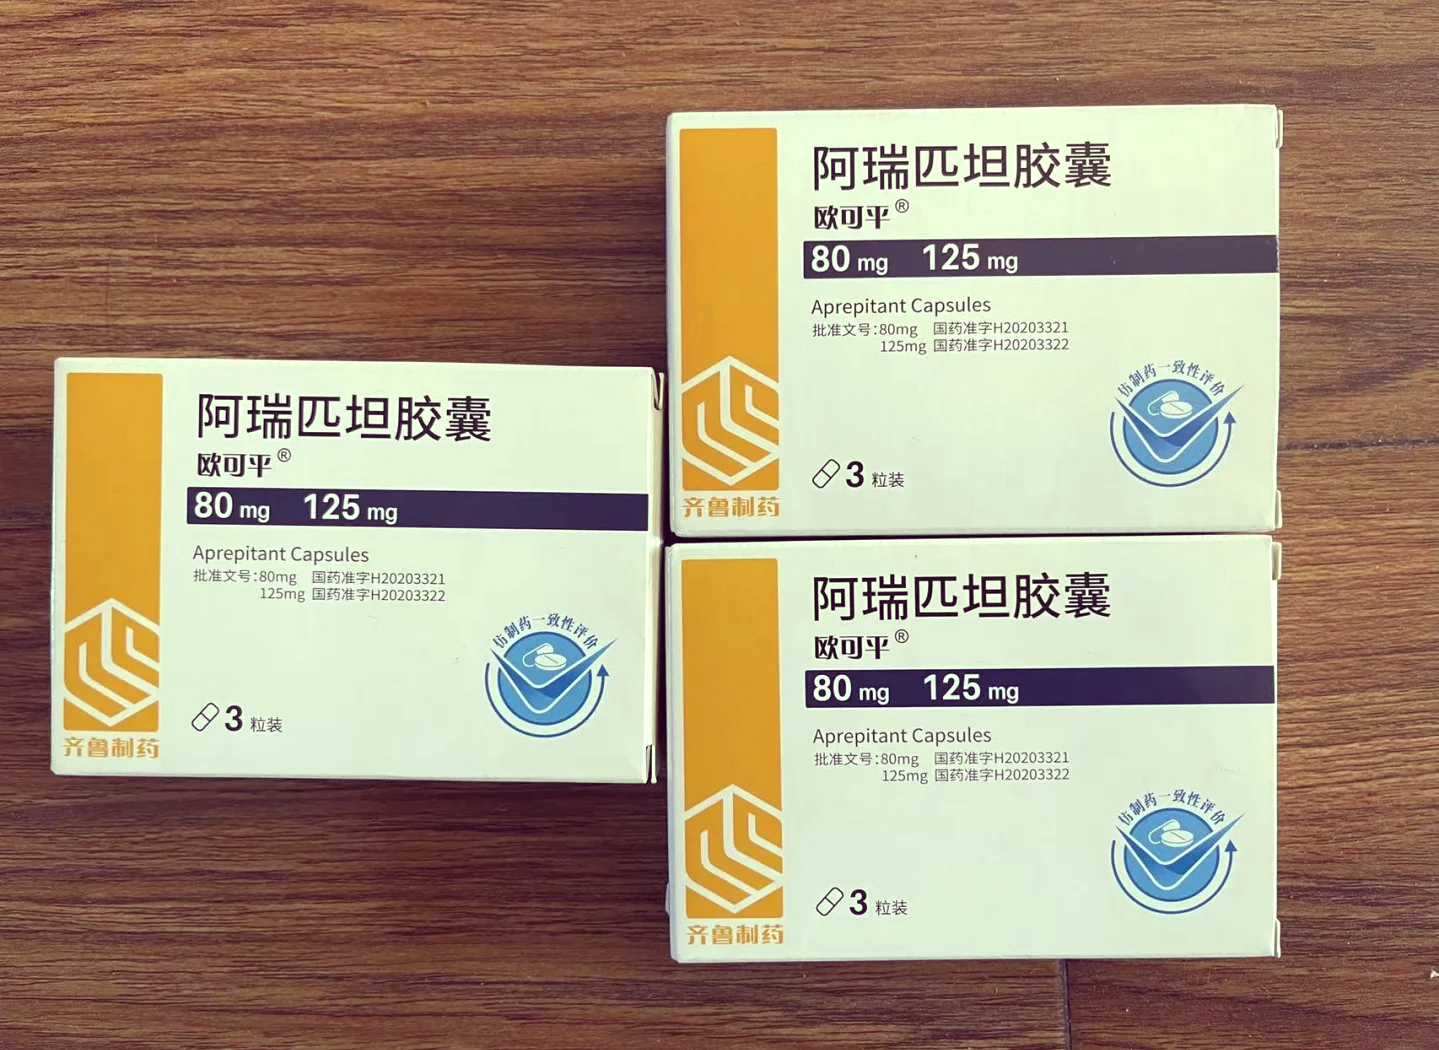 阿瑞匹坦胶囊
欧可平®
80 mg 125 mg
Aprepitant Capsules
批准文号：80mg 国药准字H20203321
125mg 国药准字H20203322
仿制药一致性评价
3 粒装
齐鲁制药
阿瑞匹坦胶囊
欧可平®
80 mg 125 mg
Aprepitant Capsules
批准文号：80mg 国药准字H20203321
125mg 国药准字H20203322
仿制药一致性评价
3 粒装
齐鲁制药
阿瑞匹坦胶囊
欧可平®
80 mg 125 mg
Aprepitant Capsules
批准文号：80mg 国药准字H20203321
125mg 国药准字H20203322
仿制药一致性评价
3 粒装
齐鲁制药